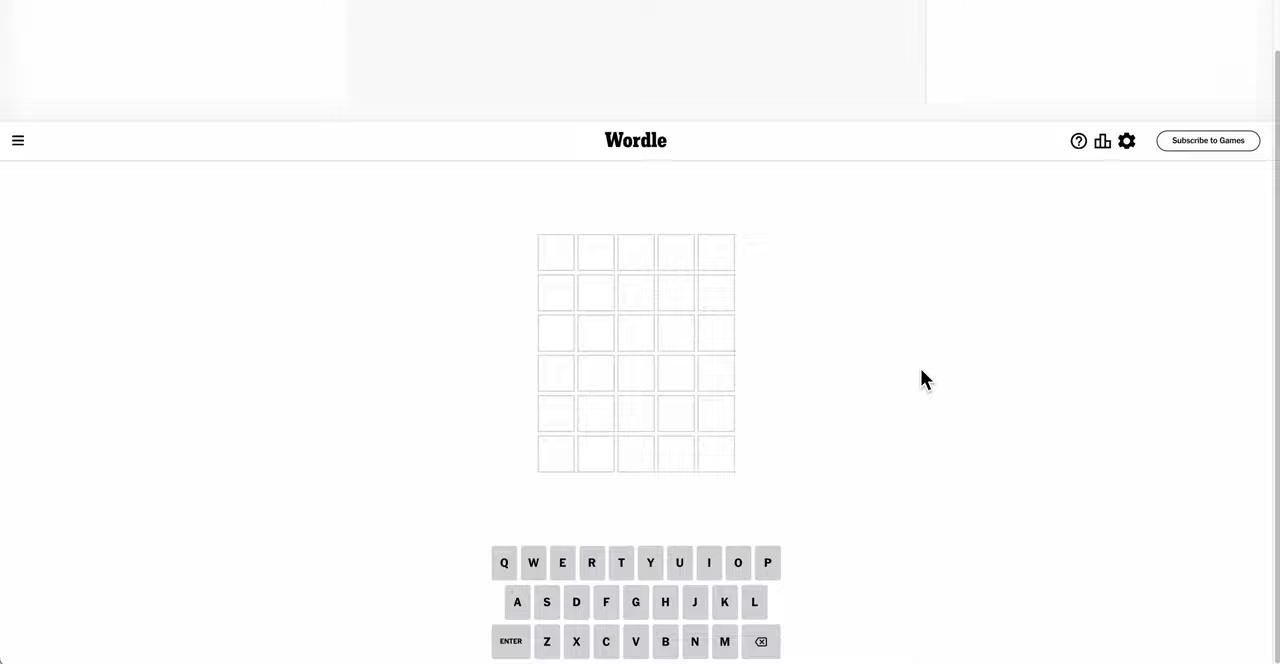 Wordle
Subscribe to Games
Q W E R T Y U I O P
A S D F G H J K L
ENTER Z X C V B N M